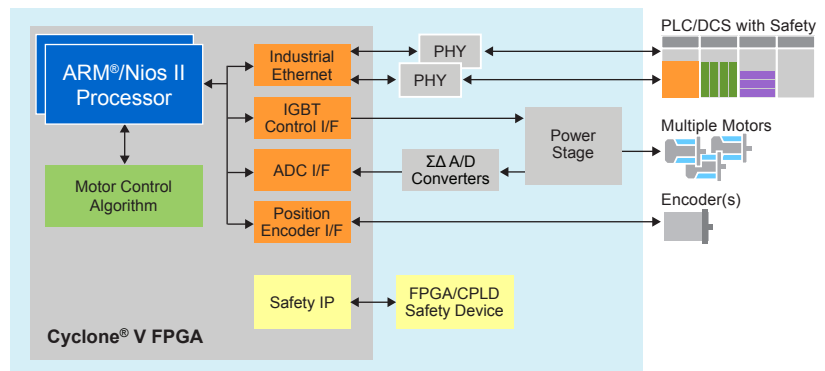 PLC/DCS with Safety
ARM®/Nios II
Processor
Industrial
Ethernet
PHY
PHY
IGBT
Control I/F
Power
Stage
Multiple Motors
ADC I/F
ΣΔ A/D
Converters
Motor Control
Algorithm
Position
Encoder I/F
Encoder(s)
Safety IP
FPGA/CPLD
Safety Device
Cyclone® V FPGA